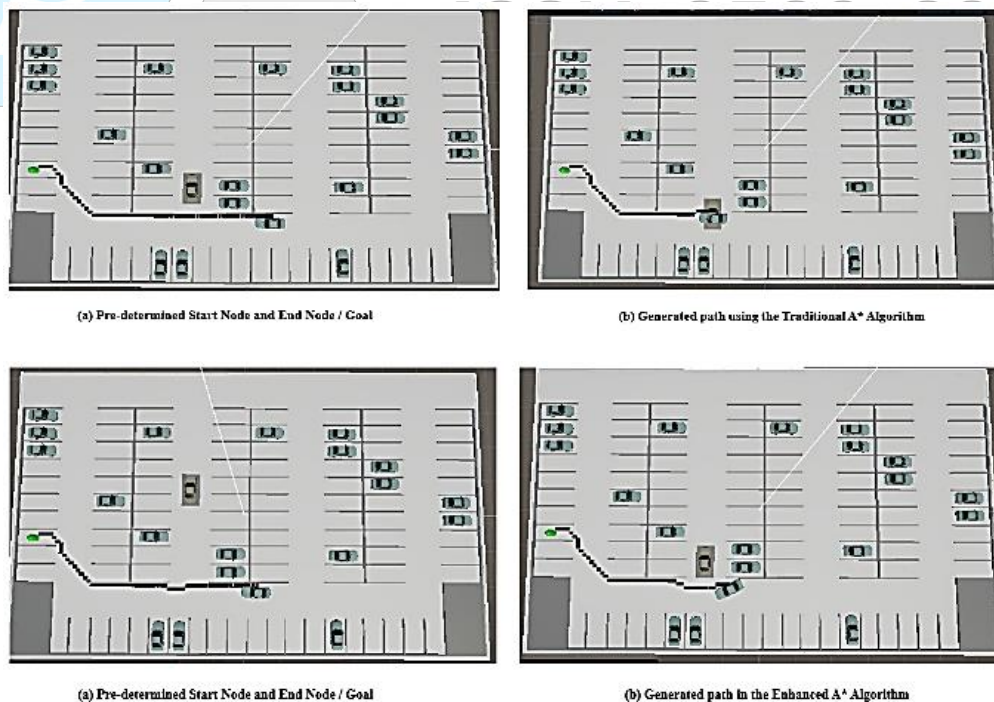 (a) Pre-determined Start Node and End Node / Goal
(b) Generated path using the Traditional A* Algorithm
(a) Pre-determined Start Node and End Node / Goal
(b) Generated path in the Enhanced A* Algorithm